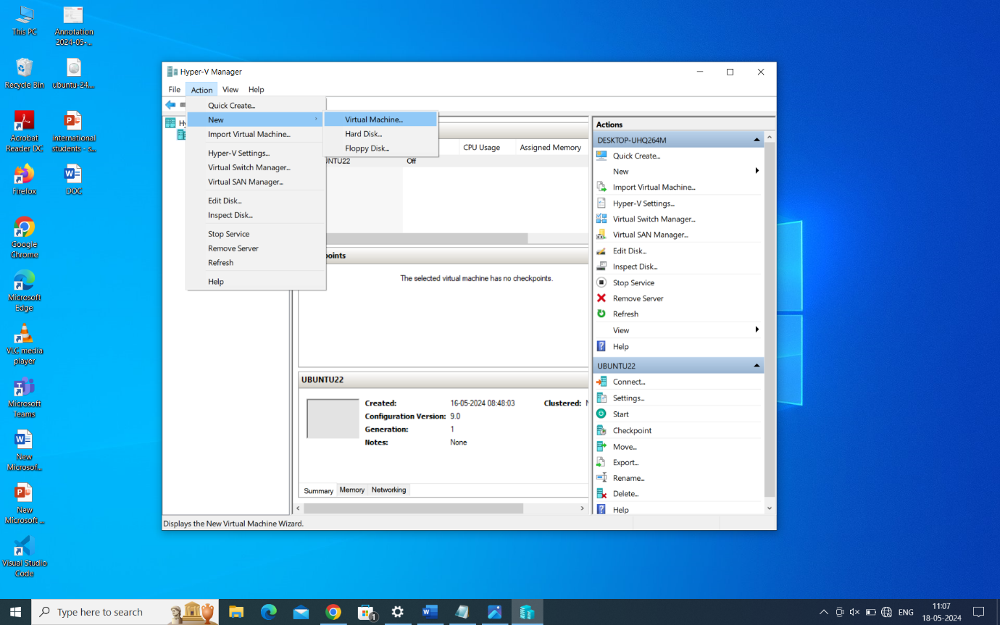 This PC
Annotation
2024-05-...
Recycle Bin
ubuntu-24....
Acrobat
Reader DC
international
students - s...
Firefox
DOC
Google
Chrome
Microsoft
Edge
VLC media
player
Microsoft
Teams
New
Microsof...
New
Microsoft ...
Visual Studio
Code
Hyper-V Manager
File Action View Help
Quick Create...
New
Import Virtual Machine...
Hyper-V Settings...
Virtual Switch Manager...
Virtual SAN Manager...
Edit Disk...
Inspect Disk...
Stop Service
Remove Server
Refresh
Help
Virtual Machine...
Hard Disk...
Floppy Disk...
Hy
CPU Usage Assigned Memory
NTU22 Off
points
The selected virtual machine has no checkpoints.
UBUNTU22
Created: 16-05-2024 08:48:03 Clustered: N
Configuration Version: 9.0
Generation: 1
Notes: None
Summary Memory Networking
Actions
DESKTOP-UHQ264M
Quick Create...
New
Import Virtual Machine...
Hyper-V Settings...
Virtual Switch Manager...
Virtual SAN Manager...
Edit Disk...
Inspect Disk...
Stop Service
Remove Server
Refresh
View
Help
UBUNTU22
Connect...
Settings...
Start
Checkpoint
Move...
Export...
Rename...
Delete...
Help
Displays the New Virtual Machine Wizard.
Type here to search
1
ENG
11:07
18-05-2024